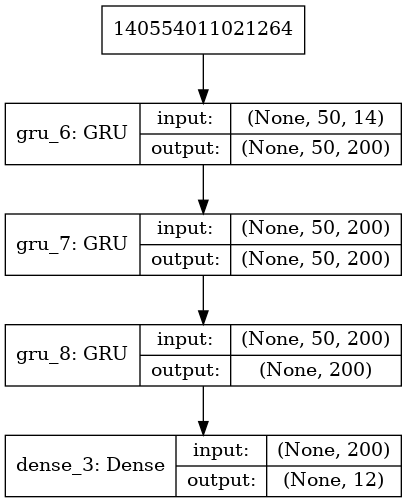 140554011021264
gru_6: GRU
input: (None, 50, 14)
output: (None, 50, 200)
gru_7: GRU
input: (None, 50, 200)
output: (None, 50, 200)
gru_8: GRU
input: (None, 50, 200)
output: (None, 200)
dense_3: Dense
input: (None, 200)
output: (None, 12)